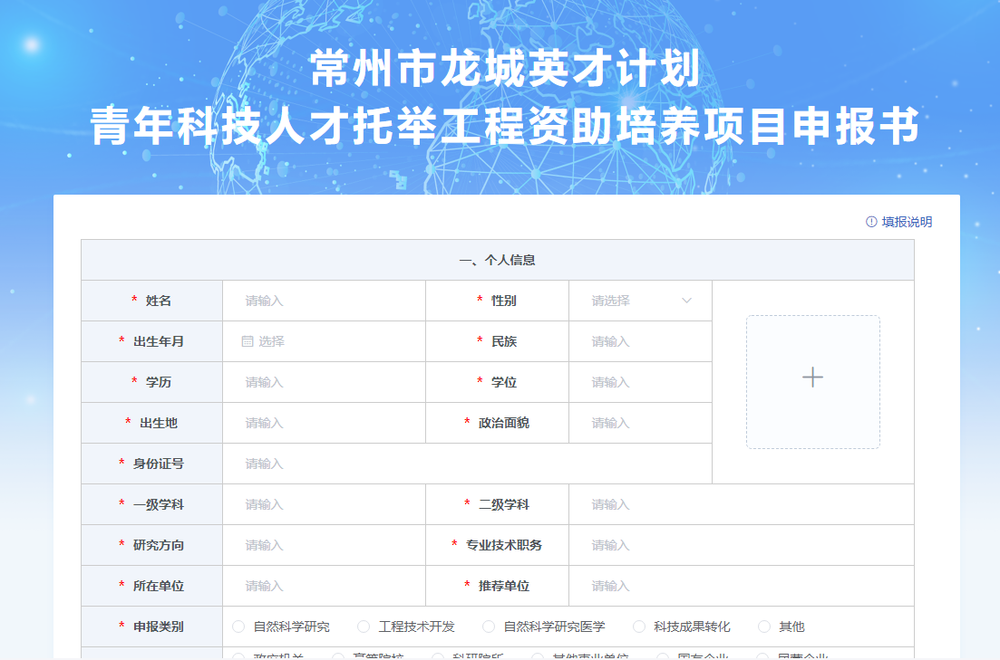 常州市龙城英才计划
青年科技人才托举工程资助培养项目申报书
填报说明
一、个人信息
* 姓名 请输入 * 性别 请选择
* 出生年月 选择 * 民族 请输入
* 学历 请输入 * 学位 请输入
* 出生地 请输入 * 政治面貌 请输入
* 身份证号 请输入
* 一级学科 请输入 * 二级学科 请输入
* 研究方向 请输入 * 专业技术职务 请输入
* 所在单位 请输入 * 推荐单位 请输入
* 申报类别 自然科学研究 工程技术开发 自然科学研究医学 科技成果转化 其他
政府机关 高等院校 科研院所 其他事业单位 国有企业 民营企业